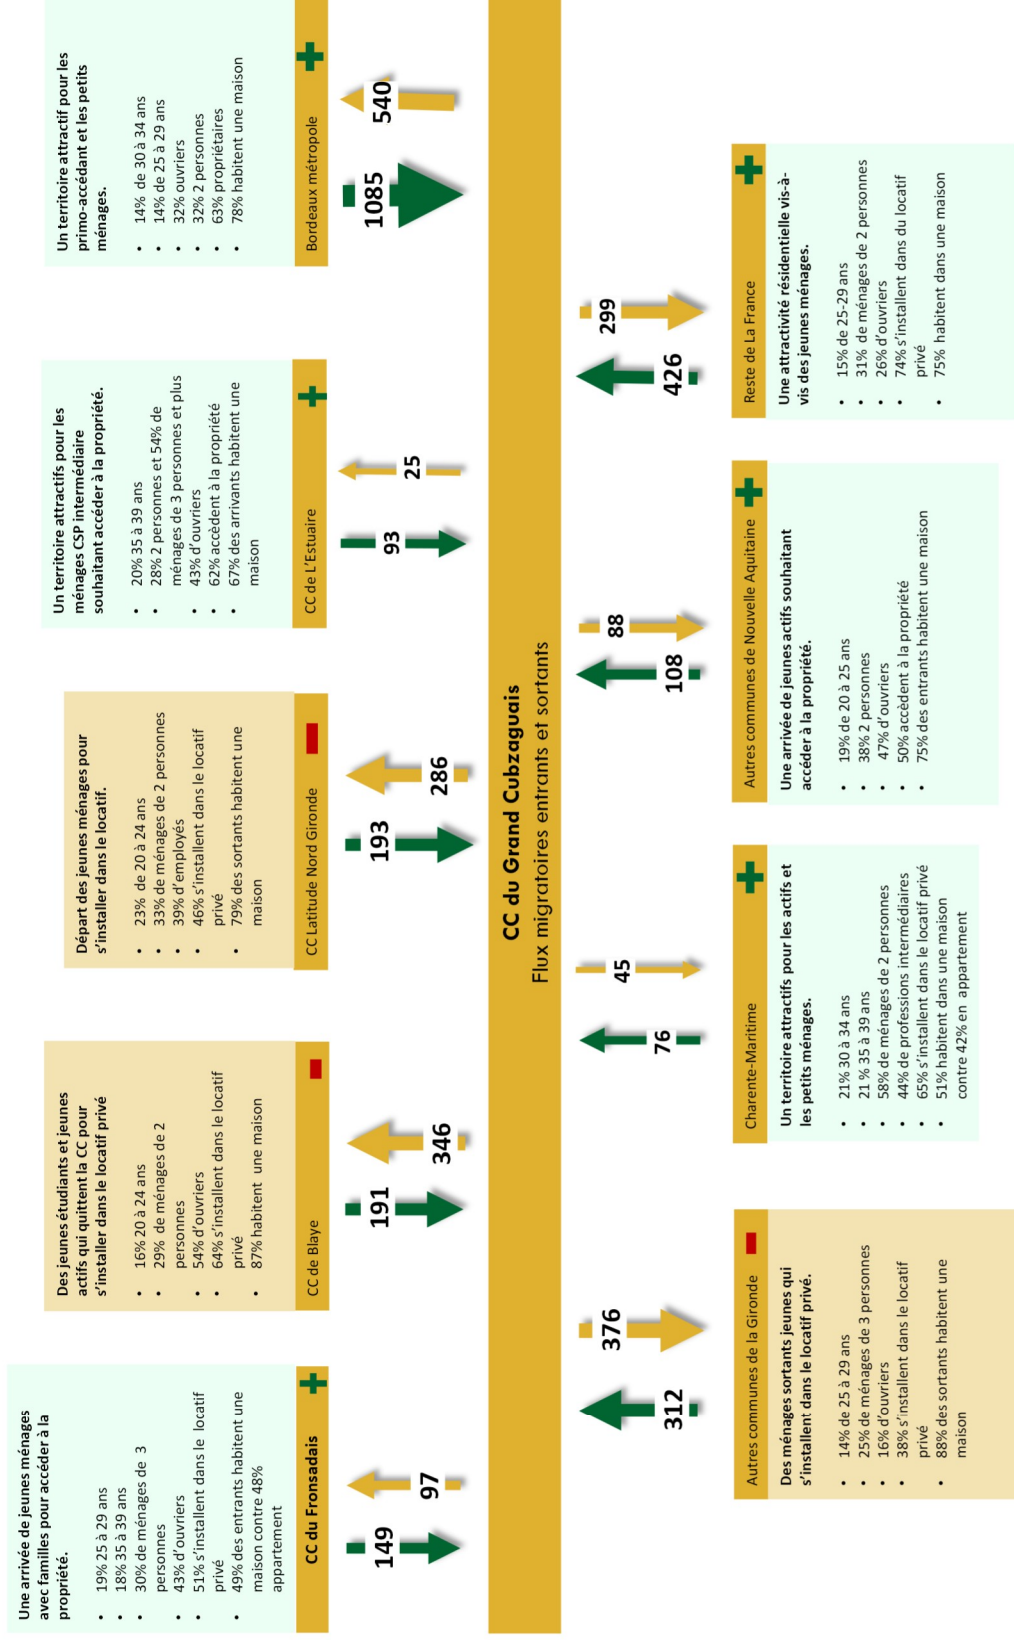 Une arrivée de jeunes ménages
avec familles pour accéder à la
propriété.
• 19% 25 à 29 ans
• 18% 35 à 39 ans
• 30% de ménages de 3
personnes
• 43% d'ouvriers
• 51% s'installent dans le locatif
privé
• 49% des entrants habitent une
maison contre 48%
appartement
CC du Fronsadais
149
97
Des jeunes étudiants et jeunes
actifs qui quittent la CC pour
s'installer dans le locatif privé
• 16% 20 à 24 ans
• 29% de ménages de 2
personnes
• 54% d'ouvriers
• 64% s'installent dans le locatif
privé
• 87% habitent une maison
CC de Blaye
191
346
Départ des jeunes ménages pour
s'installer dans le locatif.
• 23% de 20 à 24 ans
• 33% de ménages de 2 personnes
• 39% d'employés
• 46% s'installent dans le locatif
privé
• 79% des sortants habitent une
maison
CC Latitude Nord Gironde
193
286
Un territoire attractifs pour les
ménages CSP intermédiaire
souhaitant accéder à la propriété.
• 20% 35 à 39 ans
• 28% 2 personnes et 54% de
ménages de 3 personnes et plus
• 43% d'ouvriers
• 62% accèdent à la propriété
• 67% des arrivants habitent une
maison
CC de L'Estuaire
93
25
Un territoire attractif pour les
primo-accédant et les petits
ménages.
• 14% de 30 à 34 ans
• 14% de 25 à 29 ans
• 32% ouvriers
• 32% 2 personnes
• 63% propriétaires
• 78% habitent une maison
Bordeaux métropole
1085
540
CC du Grand Cubzaguais
Flux migratoires entrants et sortants
312
376
Autres communes de la Gironde
Des ménages sortants jeunes qui
s'installent dans le locatif privé.
• 14% de 25 à 29 ans
• 25% de ménages de 3 personnes
• 16% d'ouvriers
• 38% s'installent dans le locatif
privé
• 88% des sortants habitent une
maison
76
45
Charente-Maritime
Un territoire attractifs pour les actifs et
les petits ménages.
• 21% 30 à 34 ans
• 21 % 35 à 39 ans
• 58% de ménages de 2 personnes
• 44% de professions intermédiaires
• 65% s'installent dans le locatif privé
• 51% habitent dans une maison
contre 42% en appartement
108
88
Autres communes de Nouvelle Aquitaine
Une arrivée de jeunes actifs souhaitant
accéder à la propriété.
• 19% de 20 à 25 ans
• 38% 2 personnes
• 47% d'ouvriers
• 50% accèdent à la propriété
• 75% des entrants habitent une maison
426
299
Reste de La France
Une attractivité résidentielle vis-à-
vis des jeunes ménages.
• 15% de 25-29 ans
• 31% de ménages de 2 personnes
• 26% d'ouvriers
• 74% s'installent dans du locatif
privé
• 75% habitent dans une maison